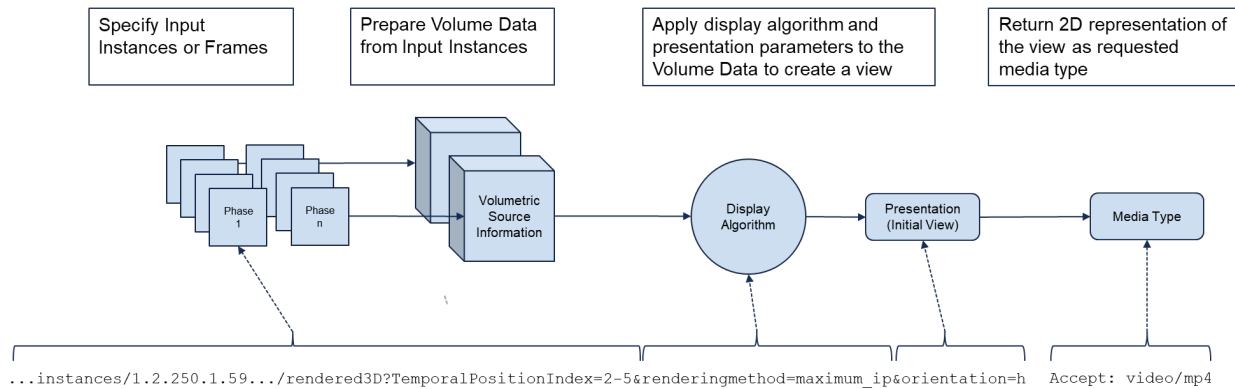 Specify Input
Instances or Frames
Prepare Volume Data
from Input Instances
Apply display algorithm and
presentation parameters to the
Volume Data to create a view
Return 2D representation of
the view as requested
media type
Phase
1
Phase
n
Volumetric
Source
Information
Display
Algorithm
Presentation
(Initial View)
Media Type
...instances/1.2.250.1.59.../rendered3D?TemporalPositionIndex=2-5&renderingmethod=maximum_ip&orientation=h
Accept: video/mp4